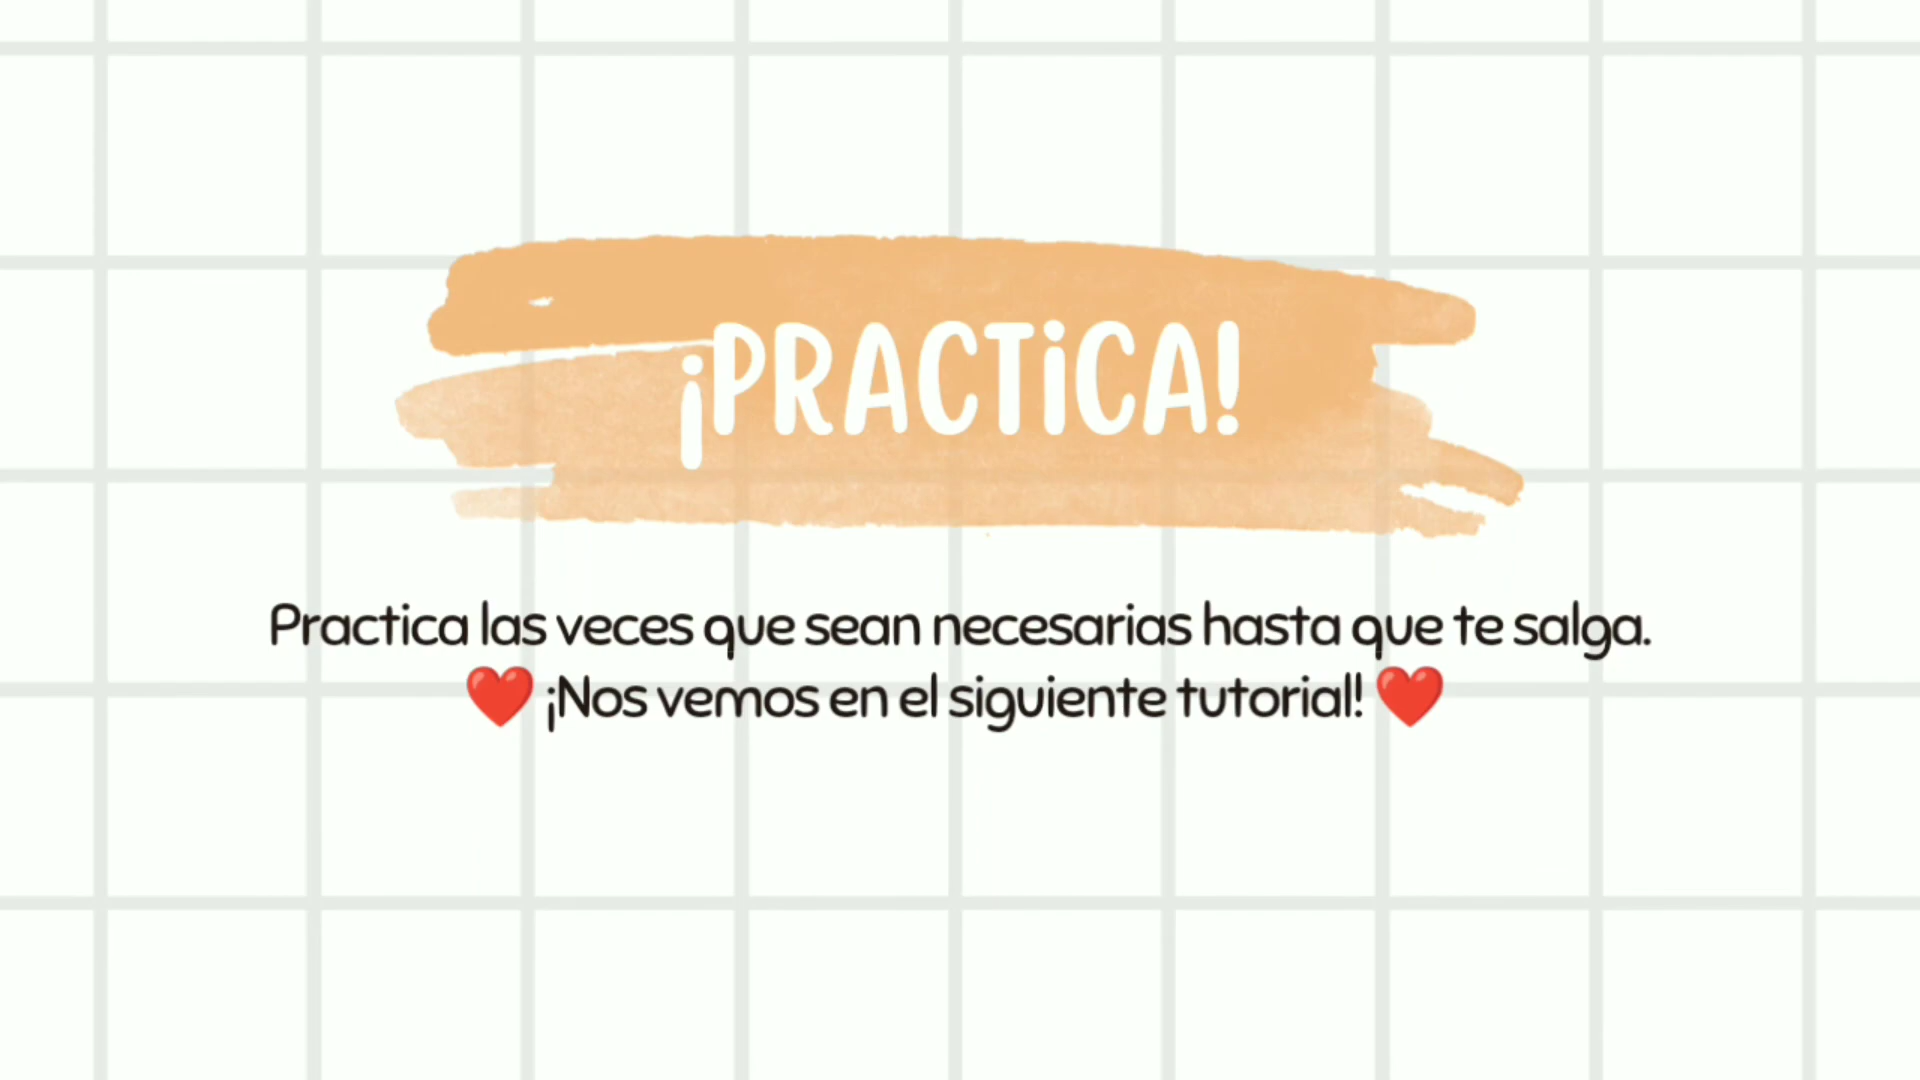 ¡PRACTiCA!
Practica las veces que sean necesarias hasta que te salga.
❤️ ¡Nos vemos en el siguiente tutorial! ❤️